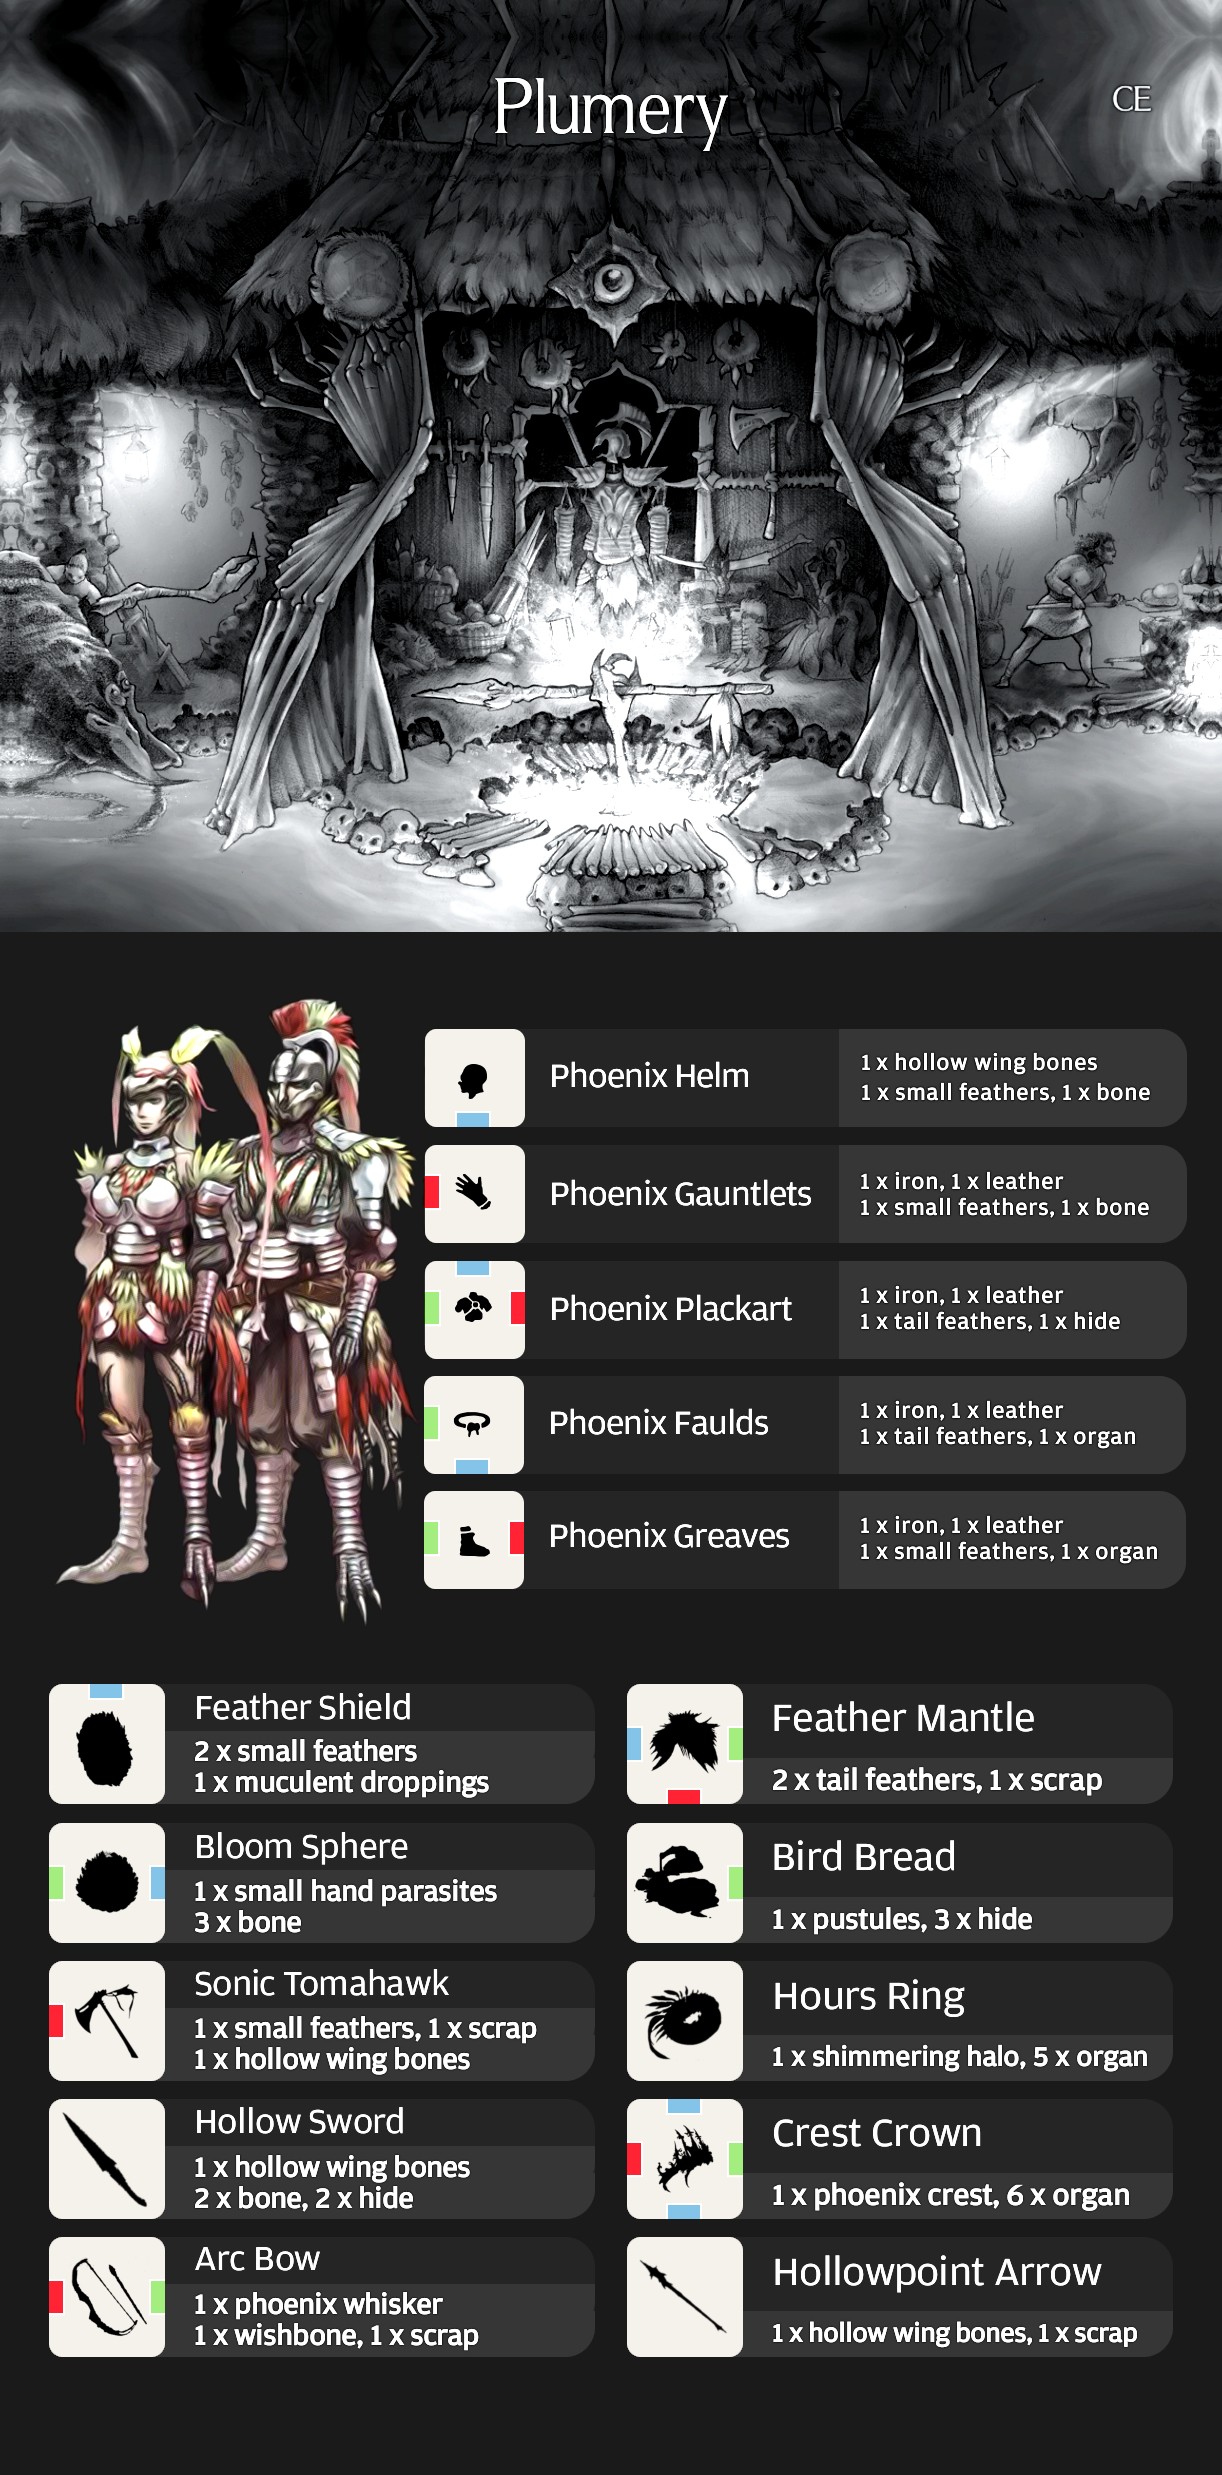 Plumery
CE
Phoenix Helm
1 x hollow wing bones
1 x small feathers, 1 x bone
Phoenix Gauntlets
1 x iron, 1 x leather
1 x small feathers, 1 x bone
Phoenix Plackart
1 x iron, 1 x leather
1 x tail feathers, 1 x hide
Phoenix Faulds
1 x iron, 1 x leather
1 x tail feathers, 1 x organ
Phoenix Greaves
1 x iron, 1 x leather
1 x small feathers, 1 x organ
Feather Shield
2 x small feathers
1 x muculent droppings
Bloom Sphere
1 x small hand parasites
3 x bone
Sonic Tomahawk
1 x small feathers, 1 x scrap
1 x hollow wing bones
Hollow Sword
1 x hollow wing bones
2 x bone, 2 x hide
Arc Bow
1 x phoenix whisker
1 x wishbone, 1 x scrap
Feather Mantle
2 x tail feathers, 1 x scrap
Bird Bread
1 x pustules, 3 x hide
Hours Ring
1 x shimmering halo, 5 x organ
Crest Crown
1 x phoenix crest, 6 x organ
Hollowpoint Arrow
1 x hollow wing bones, 1 x scrap